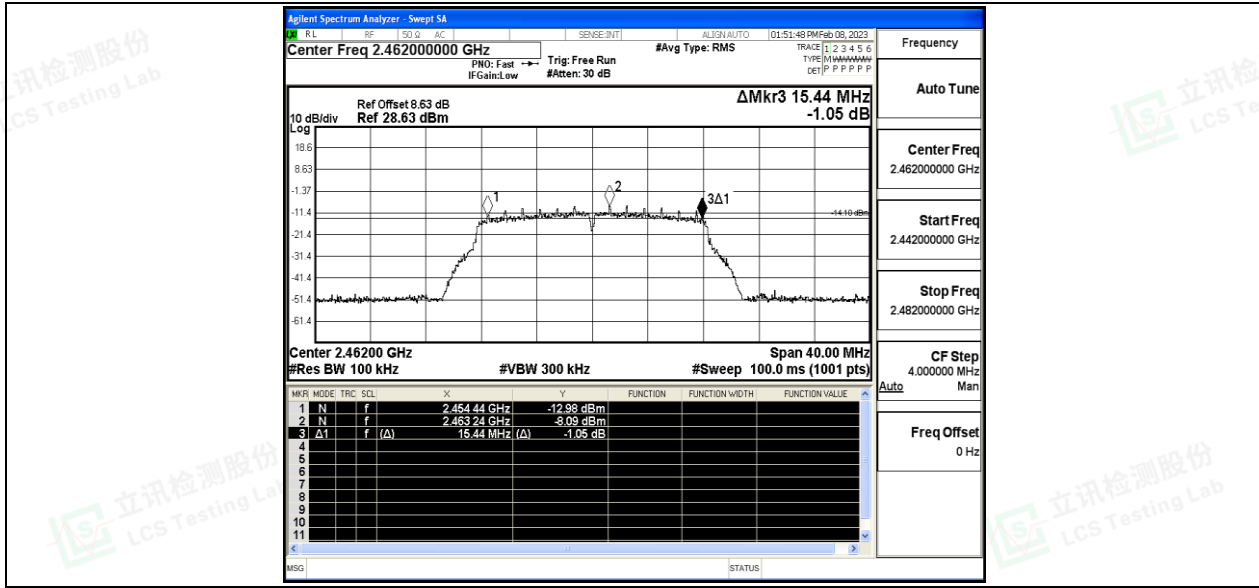 Agilent Spectrum Analyzer - Swept SA
RL RF 50 Ω AC SENSE:INT ALIGN AUTO 01:51:48 PM Feb 08, 2023
Center Freq 2.462000000 GHz
PNO: Fast
IFGain:Low
Trig: Free Run
#Atten: 30 dB
#Avg Type: RMS
TRACE 1 2 3 4 5 6
TYPE M
DET P P P P P P
Frequency
Auto Tune
Center Freq
2.462000000 GHz
Start Freq
2.442000000 GHz
Stop Freq
2.482000000 GHz
CF Step
4.000000 MHz
Auto Man
Freq Offset
0 Hz
ΔMkr3 15.44 MHz
-1.05 dB
Ref Offset 8.63 dB
10 dB/div Ref 28.63 dBm
Log
18.6
8.63
-1.37
-11.4
-21.4
-31.4
-41.4
-51.4
-61.4
1
2
3Δ1
-14.10 dBm
Center 2.46200 GHz Span 40.00 MHz
#Res BW 100 kHz #VBW 300 kHz #Sweep 100.0 ms (1001 pts)
MKR MODE TRC SCL X Y FUNCTION FUNCTION WIDTH FUNCTION VALUE
1 N f 2.454 44 GHz -12.98 dBm
2 N f 2.463 24 GHz -8.09 dBm
3 Δ1 f (Δ) 15.44 MHz (Δ) -1.05 dB
4
5
6
7
8
9
10
11
MSG STATUS
立讯检测股份
LCS Testing Lab
立讯检测股份
LCS Testing Lab
立讯检测股份
LCS Testing Lab